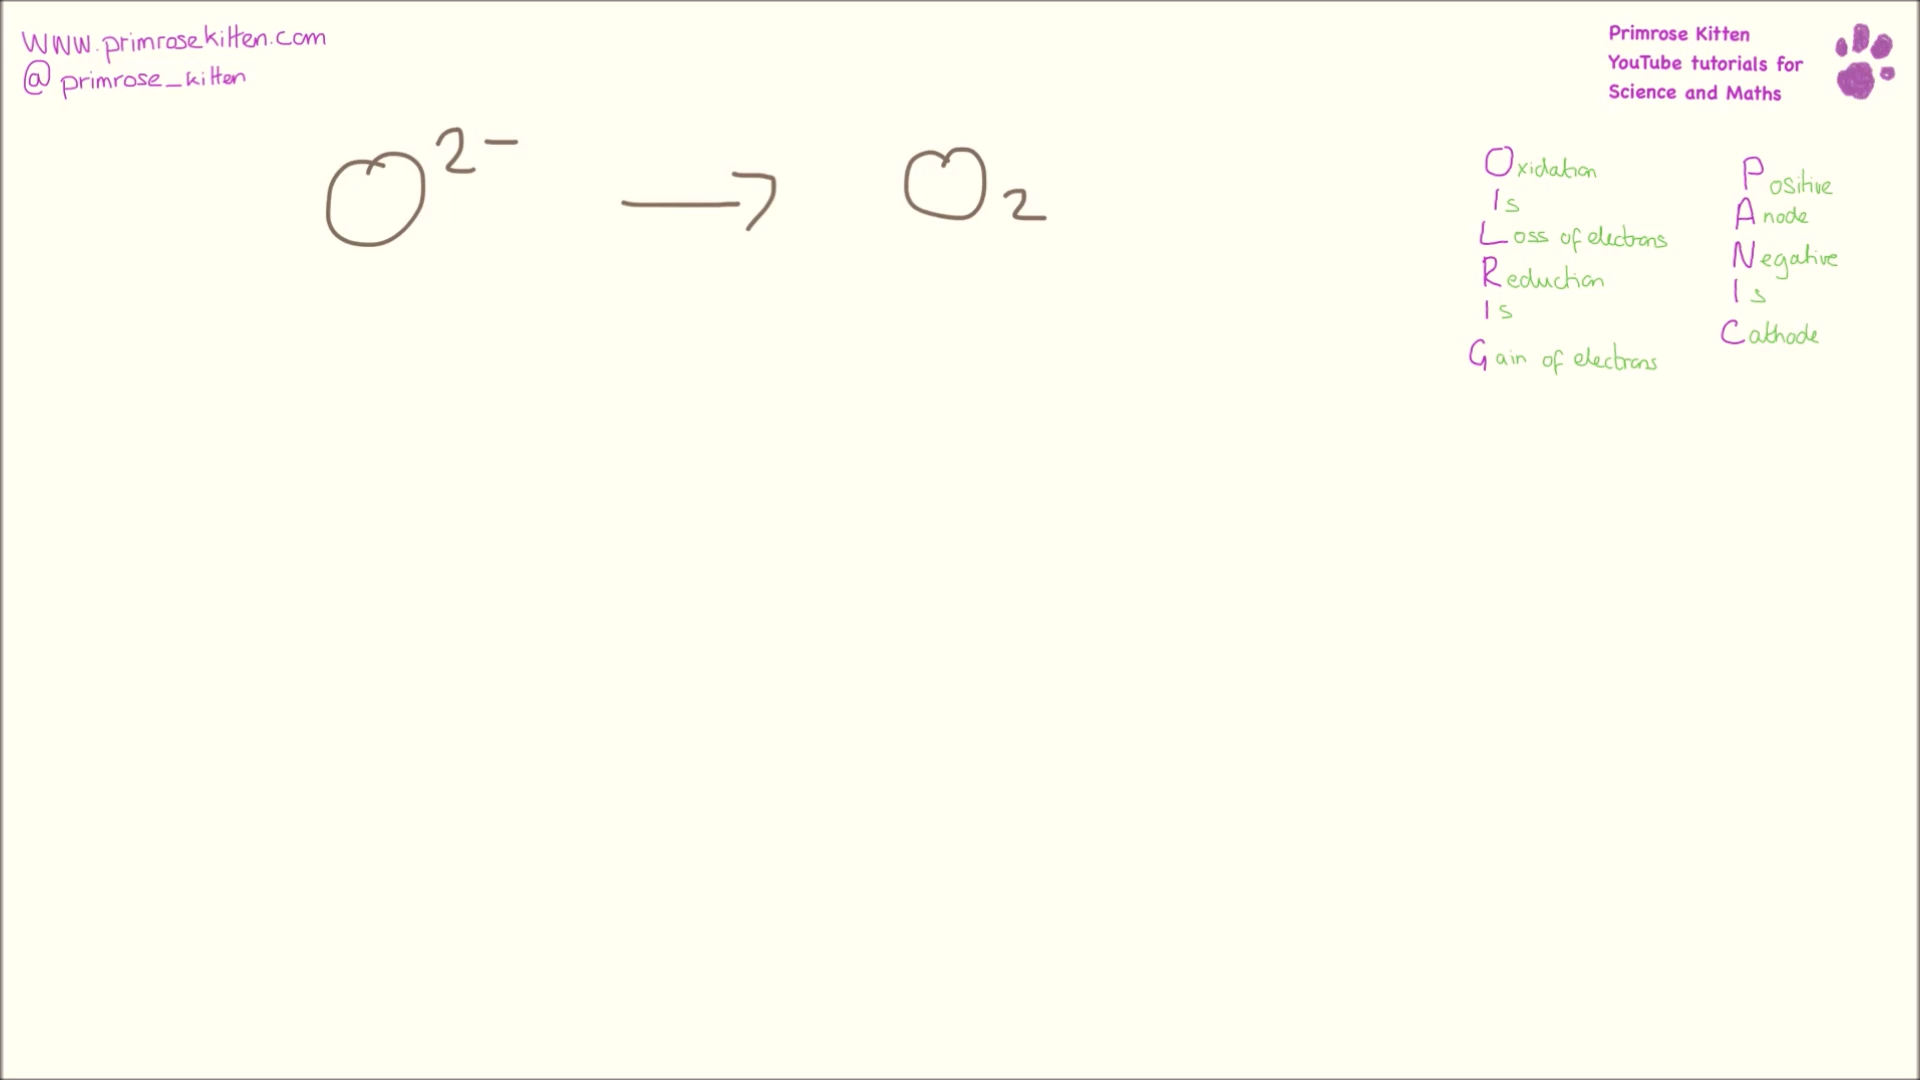 www.primrosekitten.com
@primrose_kitten
Primrose Kitten
YouTube tutorials for
Science and Maths
O²⁻ → O₂
Oxidation
Is
Loss of electrons
Reduction
Is
Gain of electrons
Positive
Anode
Negative
Is
Cathode